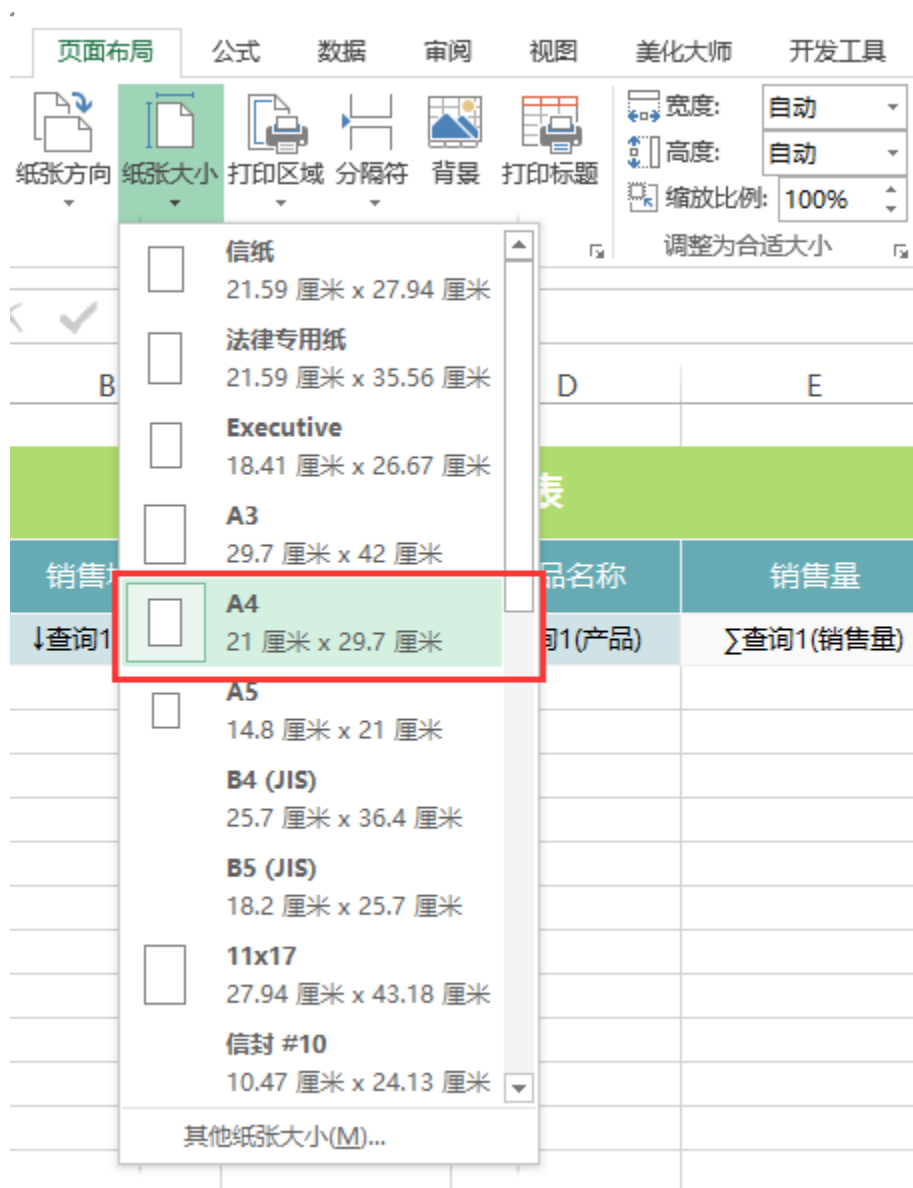 页面布局 公式 数据 审阅 视图 美化大师 开发工具
纸张方向 纸张大小 打印区域 分隔符 背景 打印标题
宽度: 自动
高度: 自动
缩放比例: 100%
调整为合适大小
信纸
21.59 厘米 x 27.94 厘米
法律专用纸
21.59 厘米 x 35.56 厘米
B D E
Executive
18.41 厘米 x 26.67 厘米
表
A3
29.7 厘米 x 42 厘米
销售 品名称 销售量
A4
21 厘米 x 29.7 厘米
↓查询1 询1(产品) ∑查询1(销售量)
A5
14.8 厘米 x 21 厘米
B4 (JIS)
25.7 厘米 x 36.4 厘米
B5 (JIS)
18.2 厘米 x 25.7 厘米
11x17
27.94 厘米 x 43.18 厘米
信封 #10
10.47 厘米 x 24.13 厘米
其他纸张大小(M)...